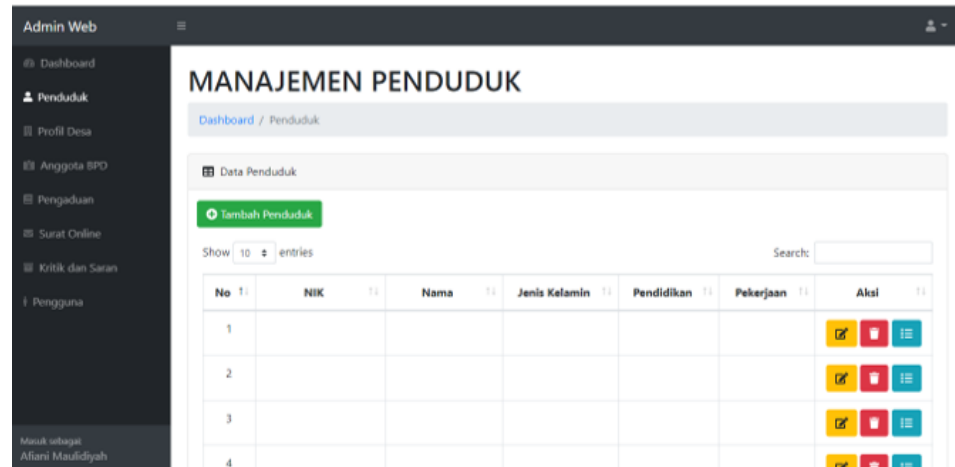 Admin Web
Dashboard
Penduduk
Profil Desa
Anggota BPD
Pengaduan
Surat Online
Kritik dan Saran
Pengguna
Masuk sebagai:
Afiani Maulidiyah
MANAJEMEN PENDUDUK
Dashboard / Penduduk
Data Penduduk
Tambah Penduduk
Show 10 entries
Search:
No NIK Nama Jenis Kelamin Pendidikan Pekerjaan Aksi
1
2
3
4